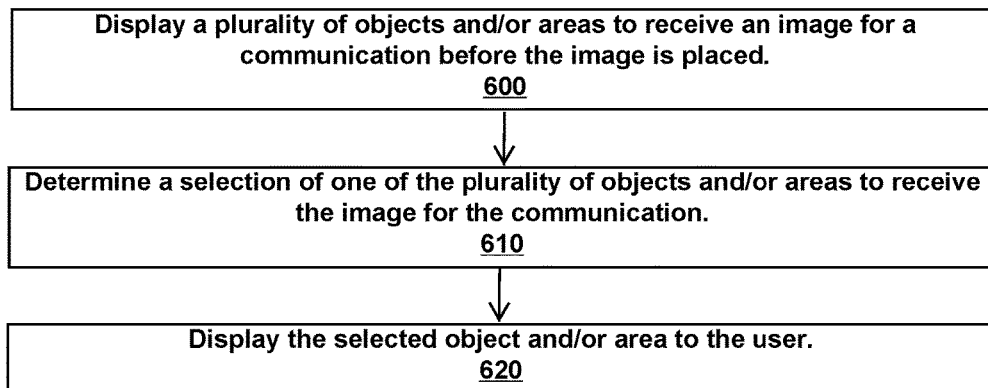 Display a plurality of objects and/or areas to receive an image for a
communication before the image is placed.
600
Determine a selection of one of the plurality of objects and/or areas to receive
the image for the communication.
610
Display the selected object and/or area to the user.
620